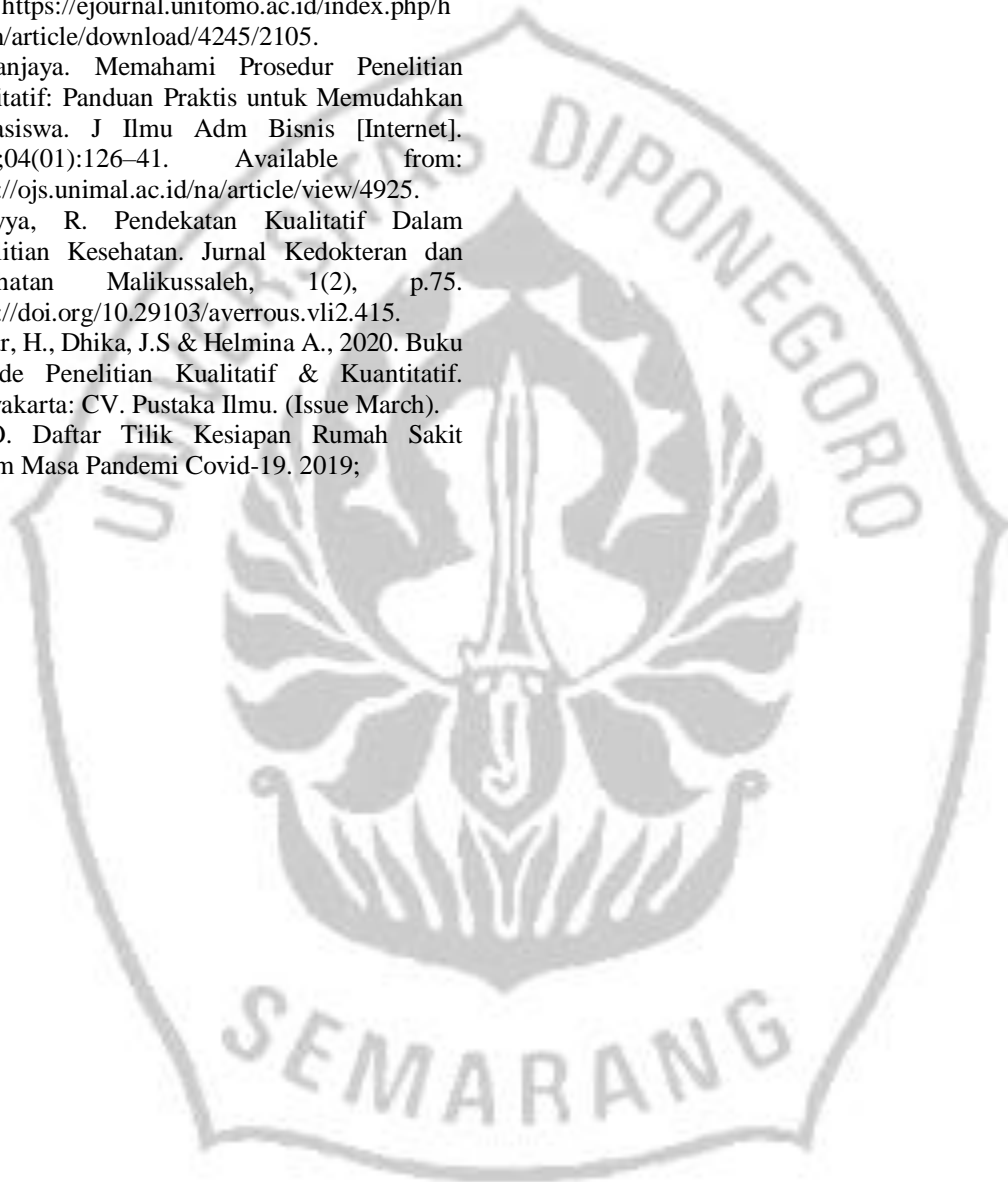 https://ejournal.unitomo.ac.id/index.php/h
n/article/download/4245/2105.
anjaya. Memahami Prosedur Penelitian
itatif: Panduan Praktis untuk Memudahkan
asiswa. J Ilmu Adm Bisnis [Internet].
;04(01):126–41. Available from:
://ojs.unimal.ac.id/na/article/view/4925.
yya, R. Pendekatan Kualitatif Dalam
litian Kesehatan. Jurnal Kedokteran dan
hatan Malikussaleh, 1(2), p.75.
://doi.org/10.29103/averrous.vli2.415.
r, H., Dhika, J.S & Helmina A., 2020. Buku
de Penelitian Kualitatif & Kuantitatif.
yakarta: CV. Pustaka Ilmu. (Issue March).
O. Daftar Tilik Kesiapan Rumah Sakit
m Masa Pandemi Covid-19. 2019;
UNIVERSITAS DIPONEGORO
SEMARANG